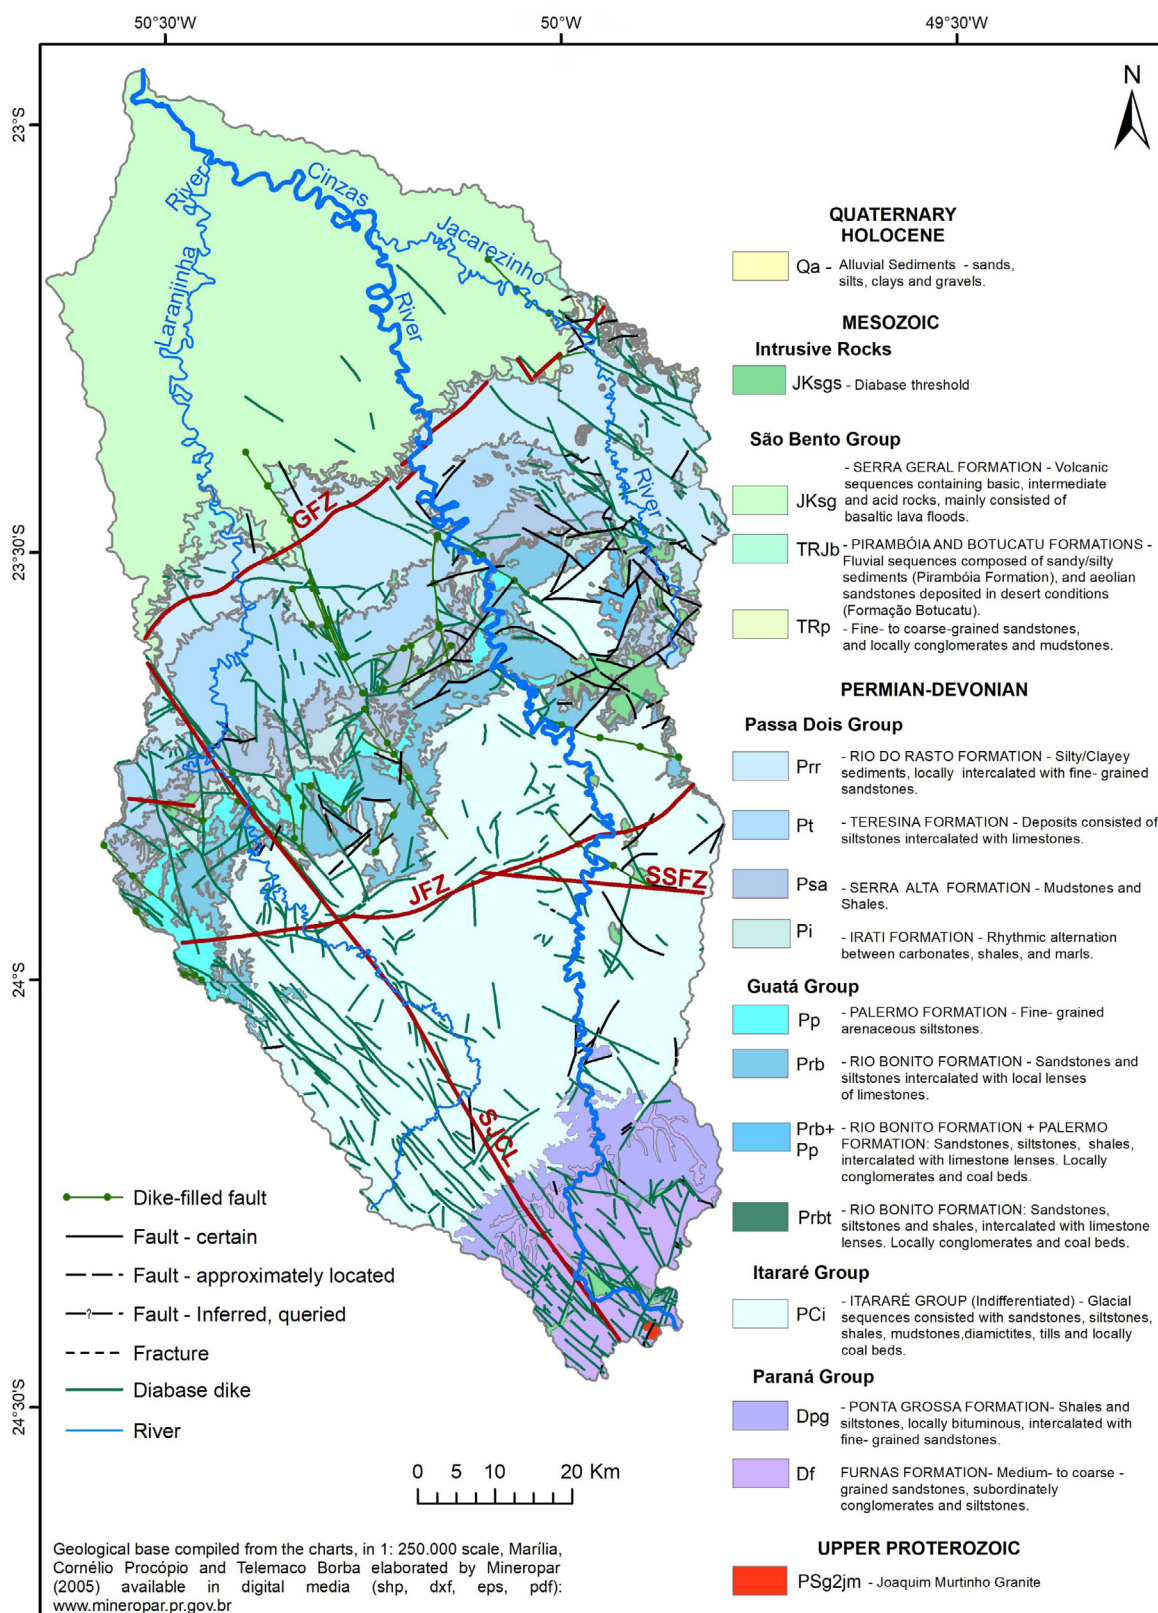 50°30'W
50°W
49°30'W
23°S
23°30'S
24°S
24°30'S
N
River
Cinzas
Jacarezinho
Laranjinha
River
River
GFZ
JFZ
SSFZ
SJCL
QUATERNARY
HOLOCENE
Qa - Alluvial Sediments - sands,
silts, clays and gravels.
MESOZOIC
Intrusive Rocks
JKsgs - Diabase threshold
São Bento Group
JKsg
- SERRA GERAL FORMATION - Volcanic
sequences containing basic, intermediate
and acid rocks, mainly consisted of
basaltic lava floods.
TRJb
- PIRAMBÓIA AND BOTUCATU FORMATIONS -
Fluvial sequences composed of sandy/silty
sediments (Pirambóia Formation), and aeolian
sandstones deposited in desert conditions
(Formação Botucatu).
TRp
- Fine- to coarse-grained sandstones,
and locally conglomerates and mudstones.
PERMIAN-DEVONIAN
Passa Dois Group
Prr
- RIO DO RASTO FORMATION - Silty/Clayey
sediments, locally intercalated with fine- grained
sandstones.
Pt
- TERESINA FORMATION - Deposits consisted of
siltstones intercalated with limestones.
Psa
- SERRA ALTA FORMATION - Mudstones and
Shales.
Pi
- IRATI FORMATION - Rhythmic alternation
between carbonates, shales, and marls.
Guatá Group
Pp
- PALERMO FORMATION - Fine- grained
arenaceous siltstones.
Prb
- RIO BONITO FORMATION - Sandstones and
siltstones intercalated with local lenses
of limestones.
Prb+
Pp
- RIO BONITO FORMATION + PALERMO
FORMATION: Sandstones, siltstones, shales,
intercalated with limestone lenses. Locally
conglomerates and coal beds.
Prbt
- RIO BONITO FORMATION: Sandstones,
siltstones and shales, intercalated with limestone
lenses. Locally conglomerates and coal beds.
Itararé Group
PCi
- ITARARÉ GROUP (Indifferentiated) - Glacial
sequences consisted with sandstones, siltstones,
shales, mudstones,diamictites, tills and locally
coal beds.
Paraná Group
Dpg
- PONTA GROSSA FORMATION- Shales and
siltstones, locally bituminous, intercalated with
fine- grained sandstones.
Df
FURNAS FORMATION- Medium- to coarse -
grained sandstones, subordinately
conglomerates and siltstones.
UPPER PROTEROZOIC
PSg2jm - Joaquim Murtinho Granite
River
Dike-filled fault
Fault - certain
Fault - approximately located
?
Fault - Inferred, queried
Fracture
Diabase dike
River
0 5 10 20 Km
Geological base compiled from the charts, in 1: 250.000 scale, Marília,
Cornélio Procópio and Telemaco Borba elaborated by Mineropar
(2005) available in digital media (shp, dxf, eps, pdf):
www.mineropar.pr.gov.br